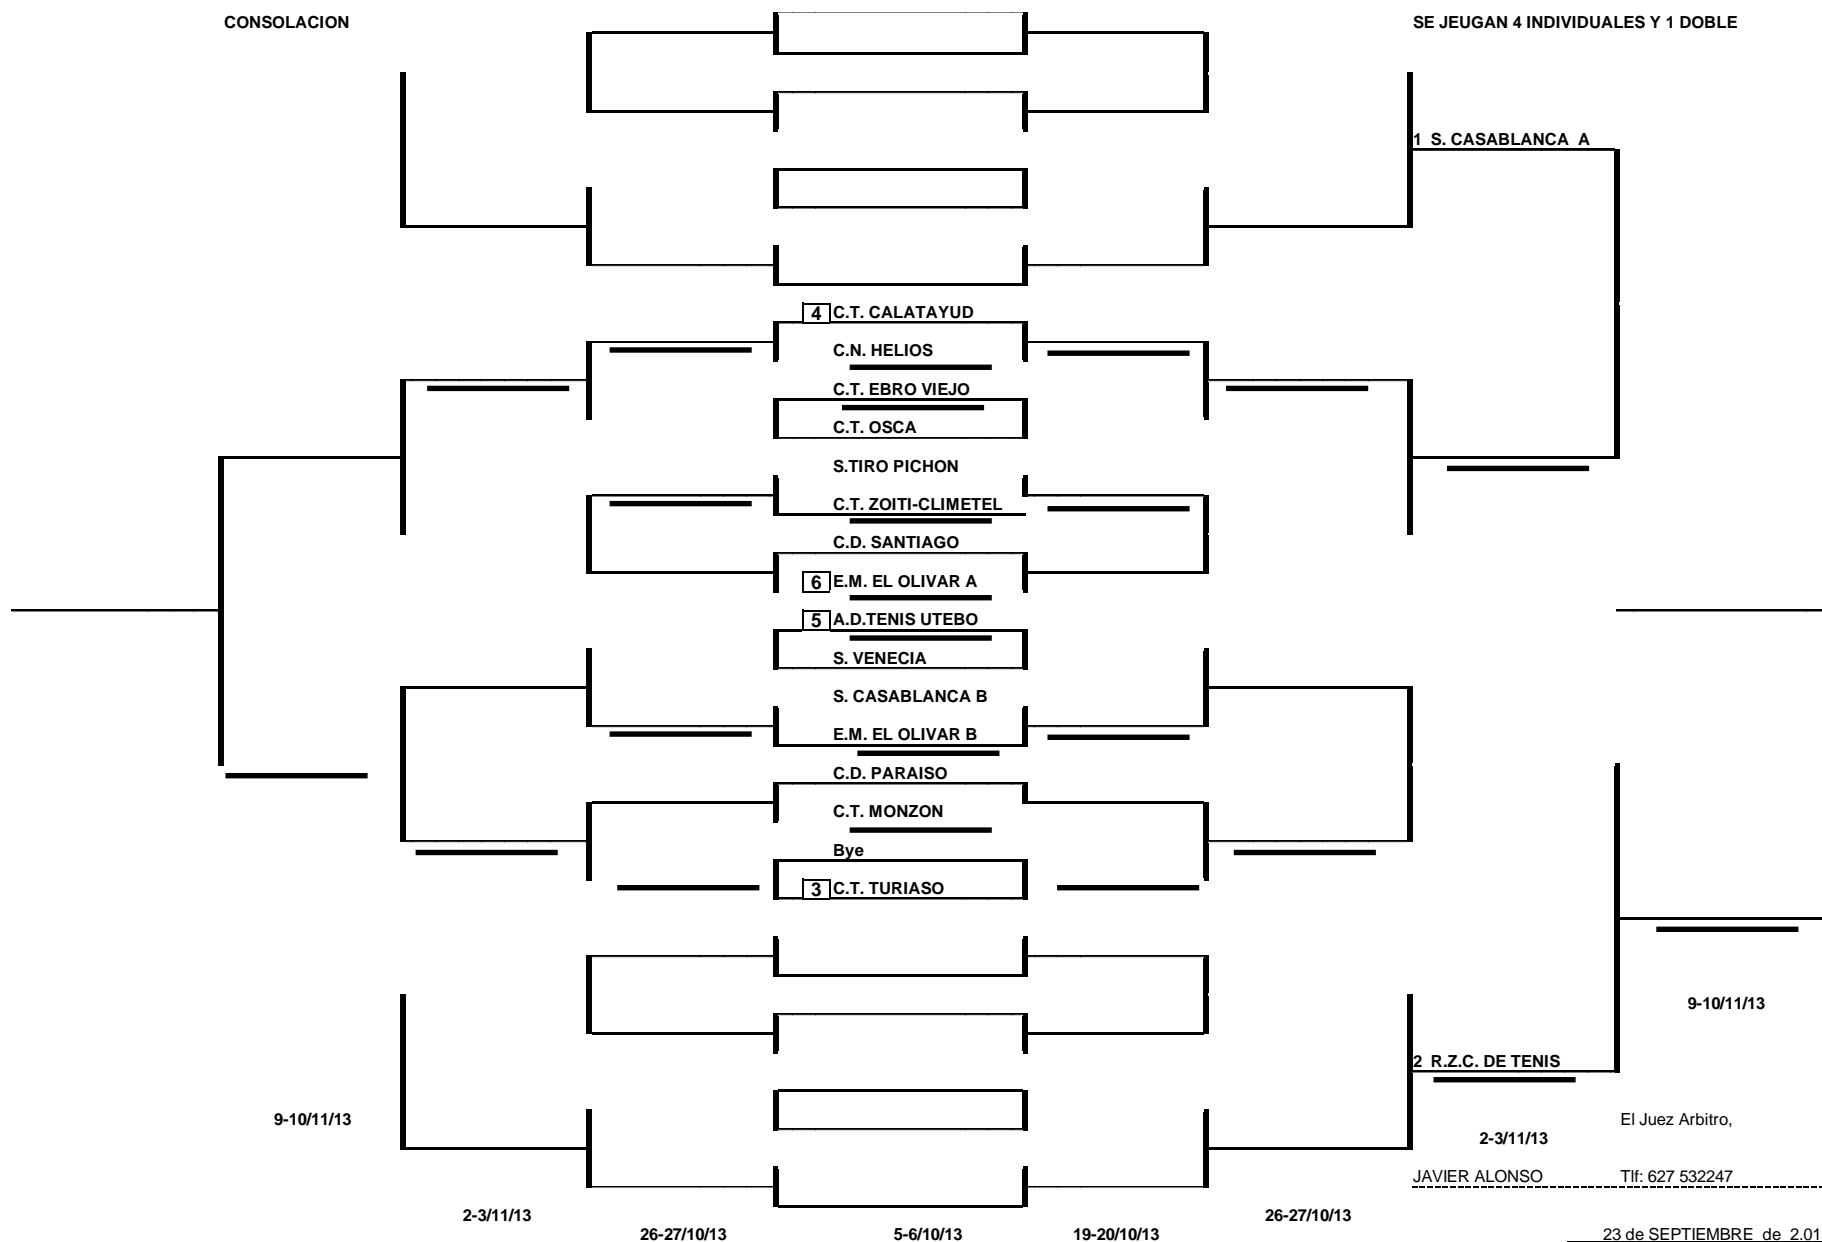 CONSOLACION
SE JEUGAN 4 INDIVIDUALES Y 1 DOBLE
1 S. CASABLANCA A
4 C.T. CALATAYUD
C.N. HELIOS
C.T. EBRO VIEJO
C.T. OSCA
S.TIRO PICHON
C.T. ZOITI-CLIMETEL
C.D. SANTIAGO
6 E.M. EL OLIVAR A
5 A.D.TENIS UTEBO
S. VENECIA
S. CASABLANCA B
E.M. EL OLIVAR B
C.D. PARAISO
C.T. MONZON
Bye
3 C.T. TURIASO
9-10/11/13
2 R.Z.C. DE TENIS
9-10/11/13
El Juez Arbitro,
2-3/11/13
JAVIER ALONSO Tlf: 627 532247
2-3/11/13
26-27/10/13
26-27/10/13
5-6/10/13
19-20/10/13
23 de SEPTIEMBRE de 2.01